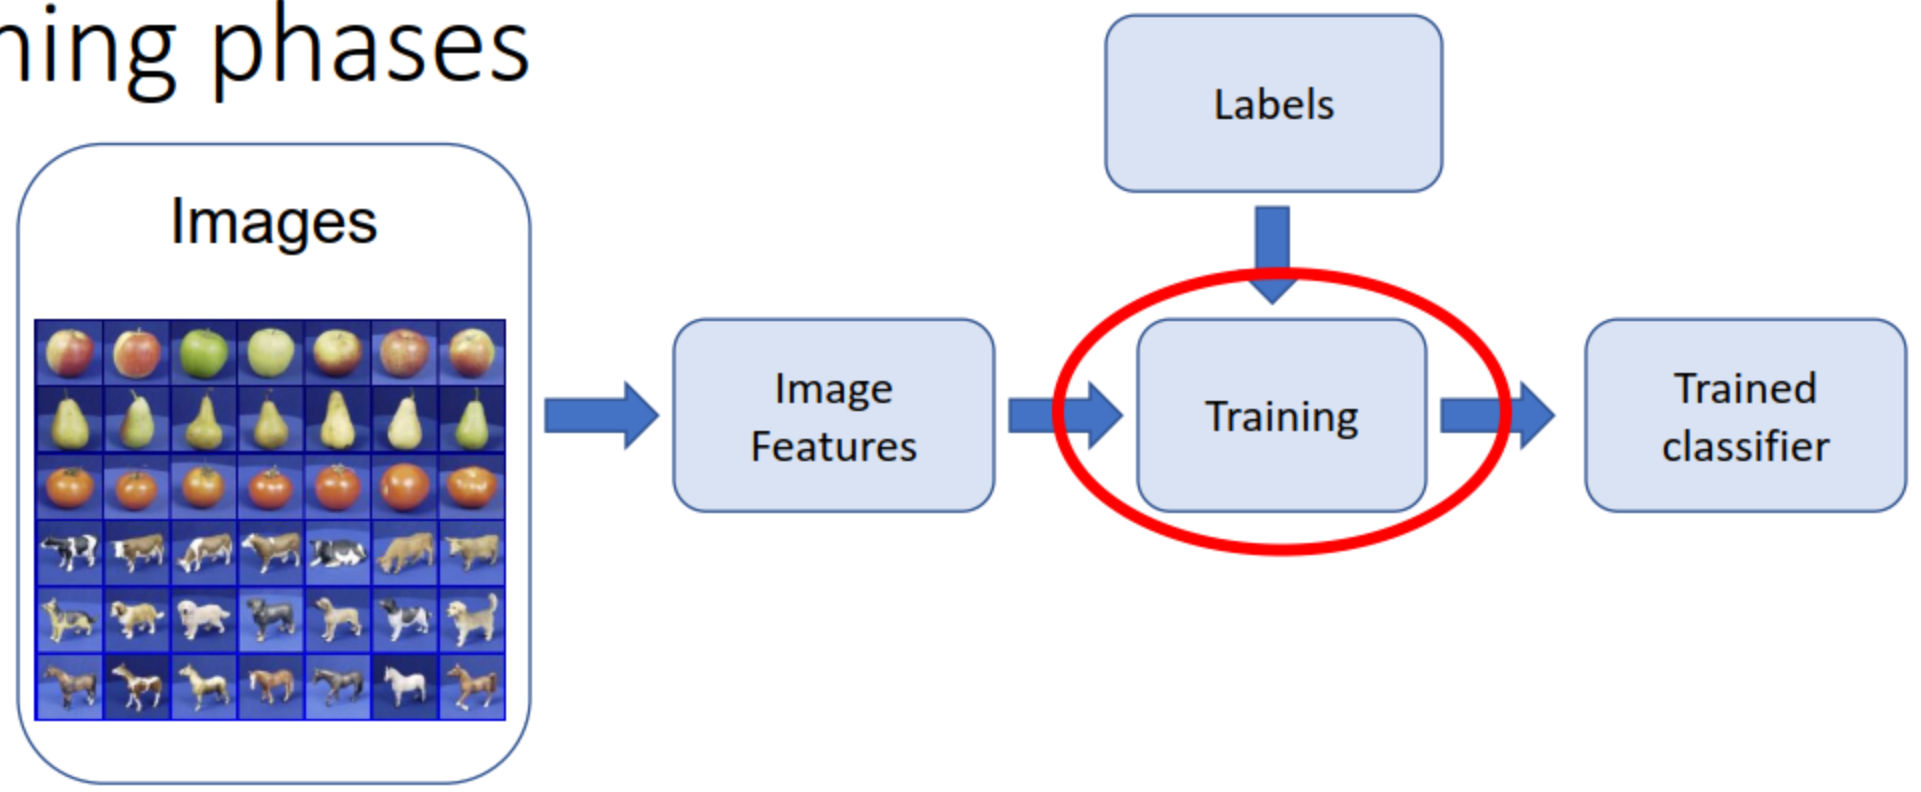 ning phases
Labels
Images
Image
Features
Training
Trained
classifier